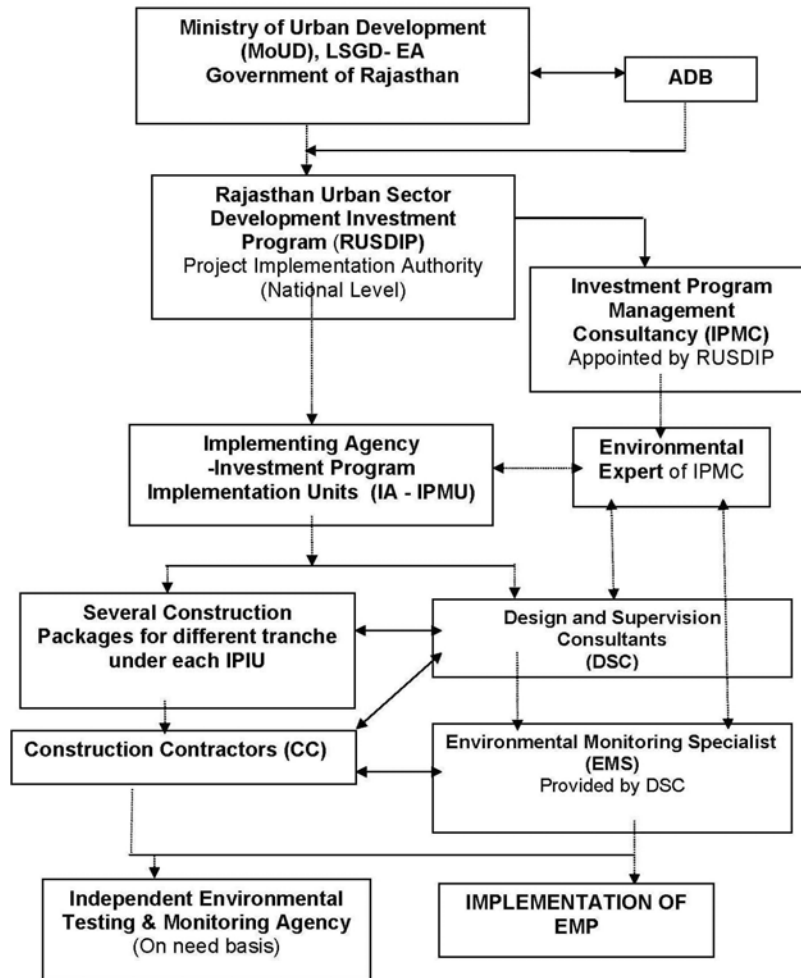 Ministry of Urban Development
(MoUD), LSGD- EA
Government of Rajasthan
ADB
Rajasthan Urban Sector
Development Investment
Program (RUSDIP)
Project Implementation Authority
(National Level)
Investment Program
Management
Consultancy (IPMC)
Appointed by RUSDIP
Implementing Agency
-Investment Program
Implementation Units (IA - IPMU)
Environmental
Expert of IPMC
Several Construction
Packages for different tranche
under each IPIU
Design and Supervision
Consultants
(DSC)
Construction Contractors (CC)
Environmental Monitoring Specialist
(EMS)
Provided by DSC
Independent Environmental
Testing & Monitoring Agency
(On need basis)
IMPLEMENTATION OF
EMP